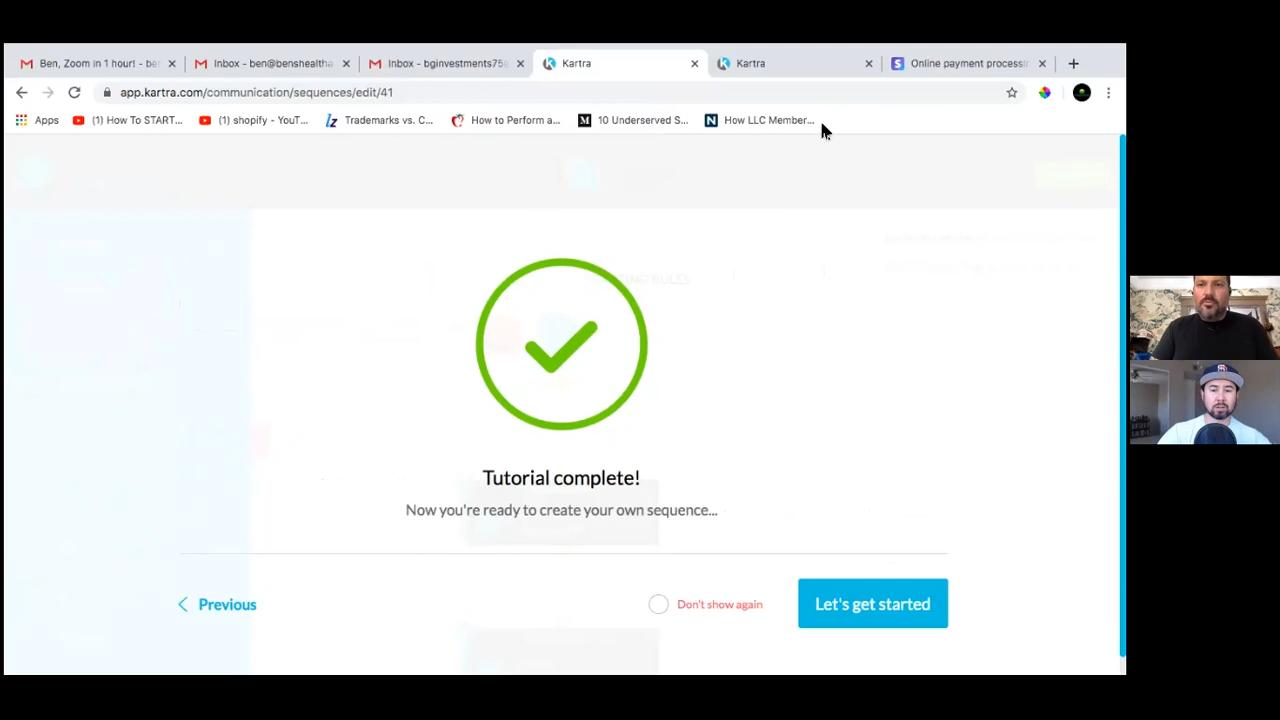 Ben, Zoom in 1 hour! - be
Inbox - ben@benshealtha
Inbox - bginvestments75
Kartra
Kartra
Online payment processi
app.kartra.com/communication/sequences/edit/41
Apps
(1) How To START...
(1) shopify - YouT...
Trademarks vs. C...
How to Perform a...
10 Underserved S...
How LLC Member...
Tutorial complete!
Now you're ready to create your own sequence...
Previous
Don't show again
Let's get started